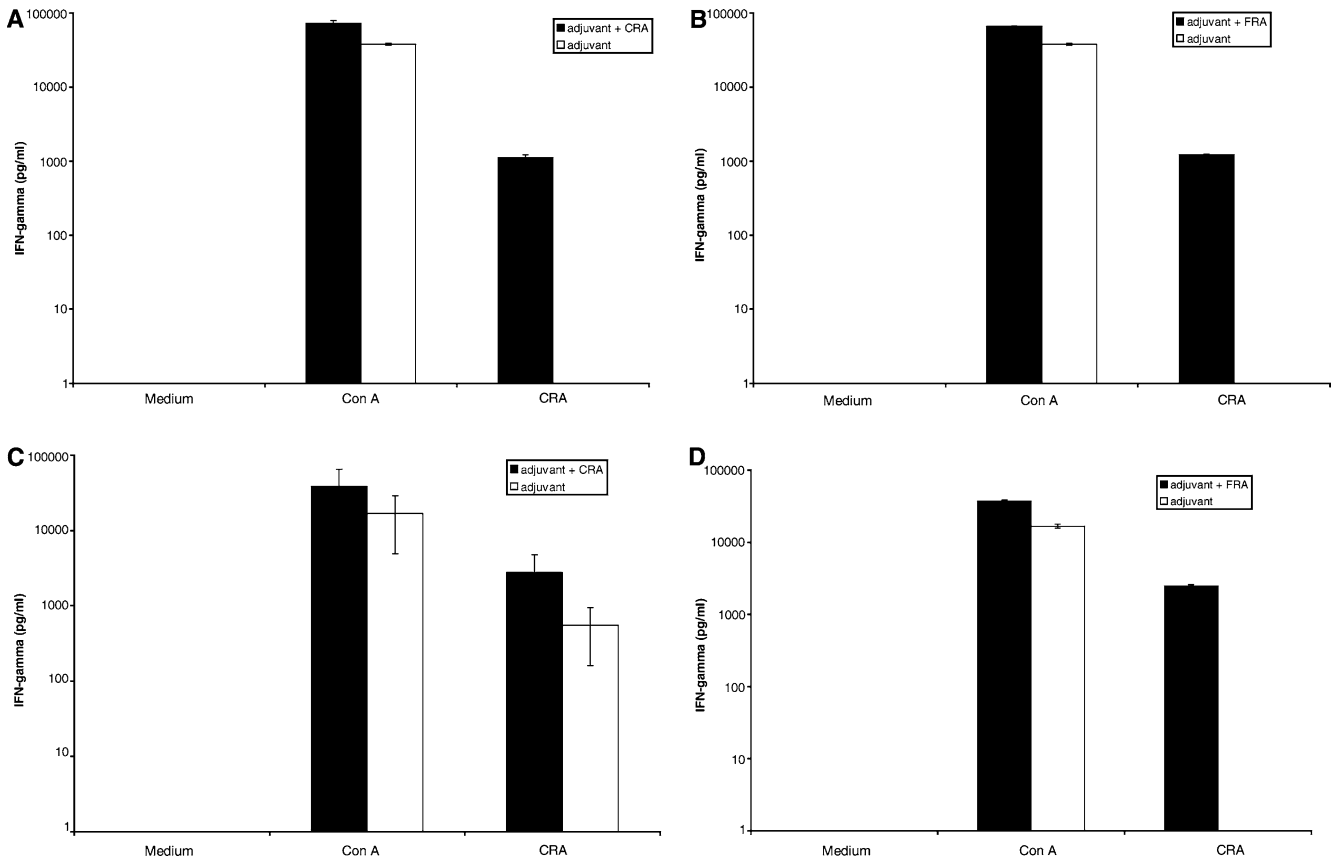 A
100000
10000
1000
100
10
1
IFN-gamma (pg/ml)
adjuvant + CRA
adjuvant
Medium
Con A
CRA
B
100000
10000
1000
100
10
1
IFN-gamma (pg/ml)
adjuvant + FRA
adjuvant
Medium
Con A
CRA
C
100000
10000
1000
100
10
1
IFN-gamma (pg/ml)
adjuvant + CRA
adjuvant
Medium
Con A
CRA
D
100000
10000
1000
100
10
1
IFN-gamma (pg/ml)
adjuvant + FRA
adjuvant
Medium
Con A
CRA